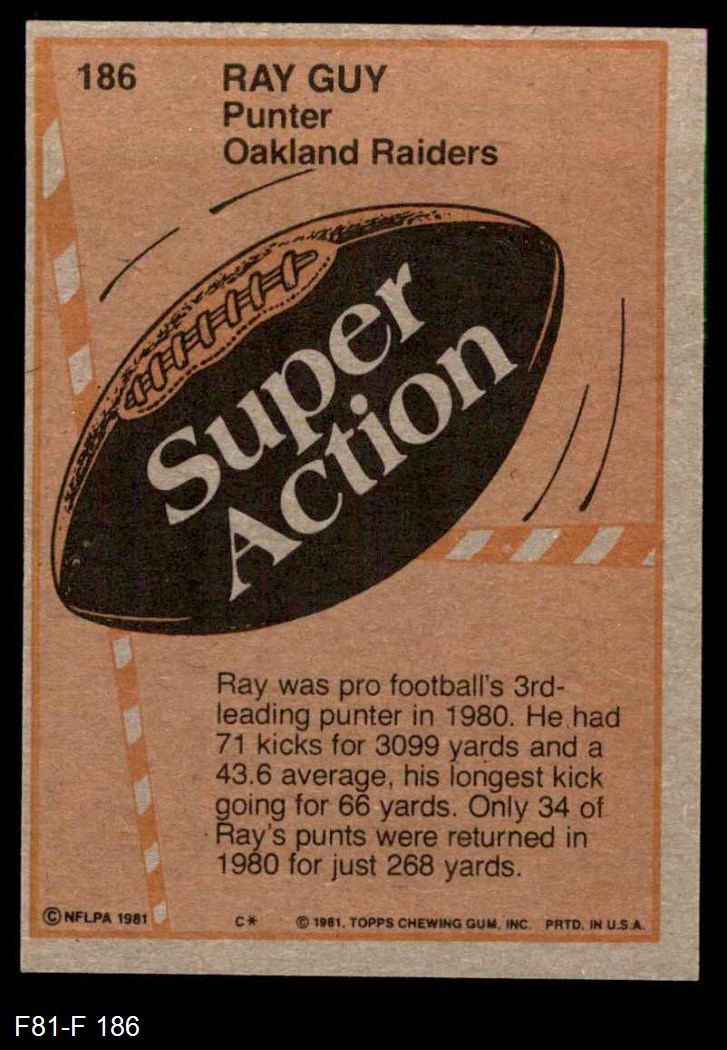 186
RAY GUY
Punter
Oakland Raiders
Super
Action
Ray was pro football's 3rd-
leading punter in 1980. He had
71 kicks for 3099 yards and a
43.6 average, his longest kick
going for 66 yards. Only 34 of
Ray's punts were returned in
1980 for just 268 yards.
© NFLPA 1981 C* © 1981, TOPPS CHEWING GUM, INC. PRTD. IN U.S.A.
F81-F 186